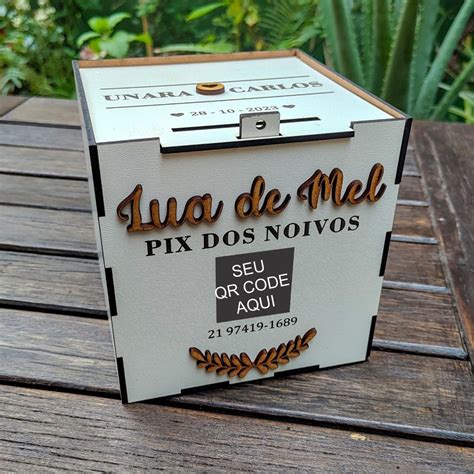 UNARA CARLOS
28 - 10 - 2023
Lua de Mel
PIX DOS NOIVOS
SEU
QR CODE
AQUI
21 97419-1689